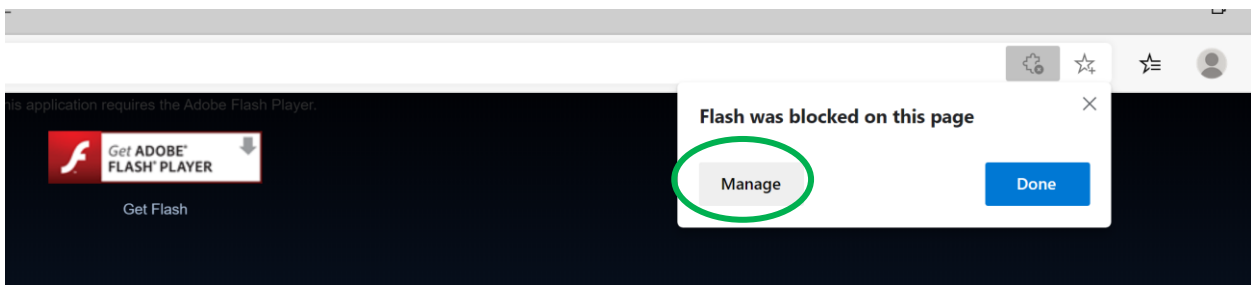 his application requires the Adobe Flash Player.
Get ADOBE®
FLASH® PLAYER
Get Flash
Flash was blocked on this page
Manage
Done